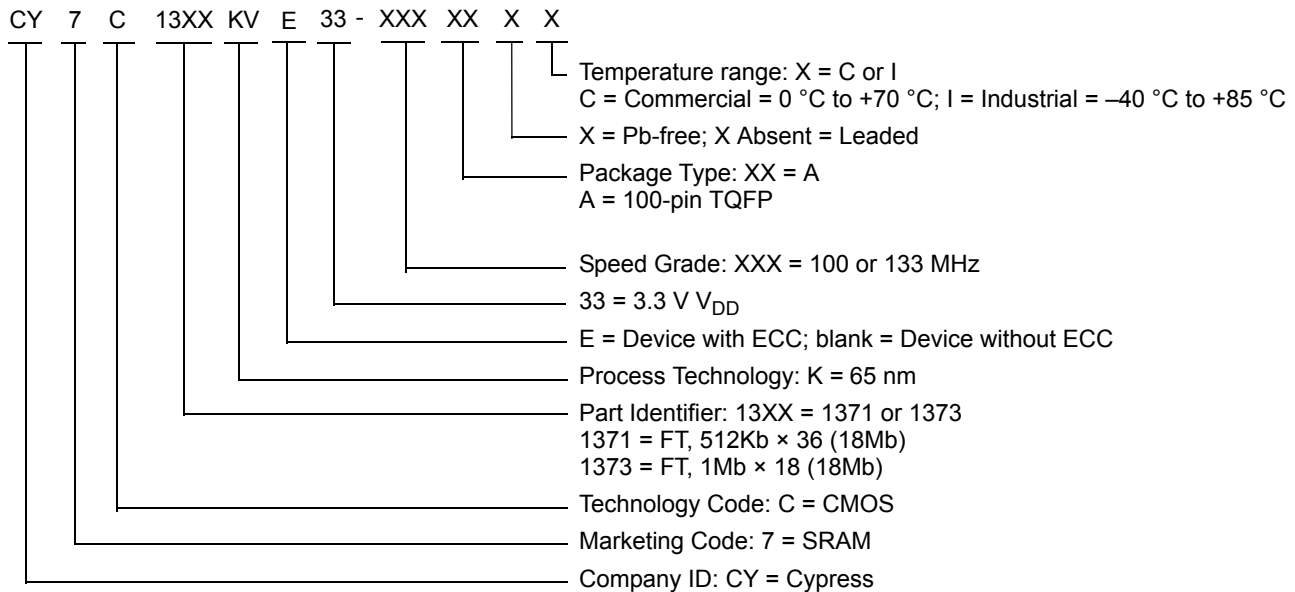 CY 7 C 13XX KV E 33 - XXX XX X X
Temperature range: X = C or I
C = Commercial = 0 °C to +70 °C; I = Industrial = –40 °C to +85 °C
X = Pb-free; X Absent = Leaded
Package Type: XX = A
A = 100-pin TQFP
Speed Grade: XXX = 100 or 133 MHz
33 = 3.3 V VDD
E = Device with ECC; blank = Device without ECC
Process Technology: K = 65 nm
Part Identifier: 13XX = 1371 or 1373
1371 = FT, 512Kb × 36 (18Mb)
1373 = FT, 1Mb × 18 (18Mb)
Technology Code: C = CMOS
Marketing Code: 7 = SRAM
Company ID: CY = Cypress